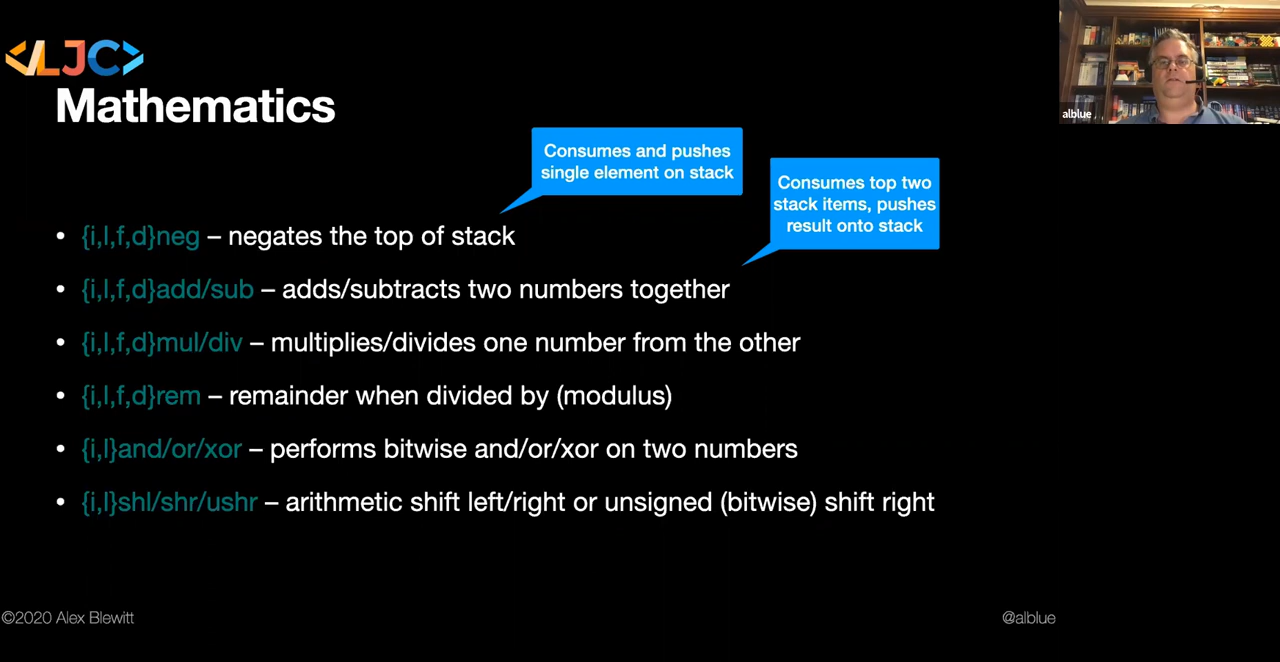 <LJC>
alblue
Mathematics
Consumes and pushes
single element on stack
Consumes top two
stack items, pushes
result onto stack
• {i,l,f,d}neg – negates the top of stack
• {i,l,f,d}add/sub – adds/subtracts two numbers together
• {i,l,f,d}mul/div – multiplies/divides one number from the other
• {i,l,f,d}rem – remainder when divided by (modulus)
• {i,l}and/or/xor – performs bitwise and/or/xor on two numbers
• {i,l}shl/shr/ushr – arithmetic shift left/right or unsigned (bitwise) shift right
©2020 Alex Blewitt
@alblue